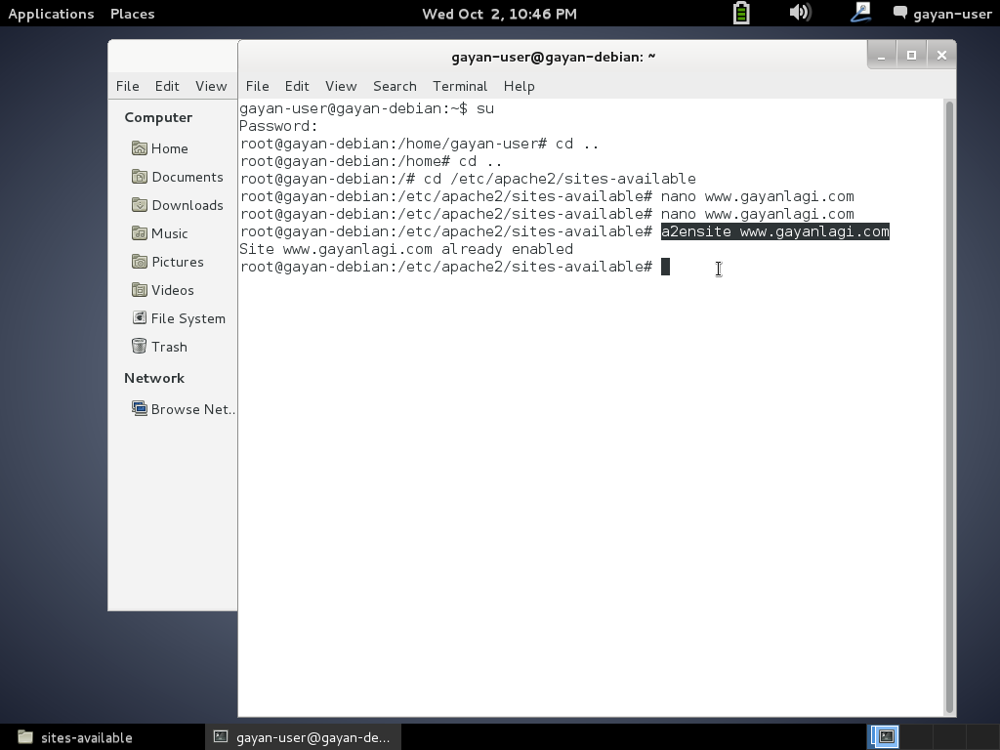 Applications Places Wed Oct 2, 10:46 PM gayan-user
gayan-user@gayan-debian: ~
File Edit View
File Edit View Search Terminal Help
Computer
Home
Documents
Downloads
Music
Pictures
Videos
File System
Trash
Network
Browse Net...
gayan-user@gayan-debian:~$ su
Password:
root@gayan-debian:/home/gayan-user# cd ..
root@gayan-debian:/home# cd ..
root@gayan-debian:/# cd /etc/apache2/sites-available
root@gayan-debian:/etc/apache2/sites-available# nano www.gayanlagi.com
root@gayan-debian:/etc/apache2/sites-available# nano www.gayanlagi.com
root@gayan-debian:/etc/apache2/sites-available# a2ensite www.gayanlagi.com
Site www.gayanlagi.com already enabled
root@gayan-debian:/etc/apache2/sites-available#
sites-available gayan-user@gayan-de...